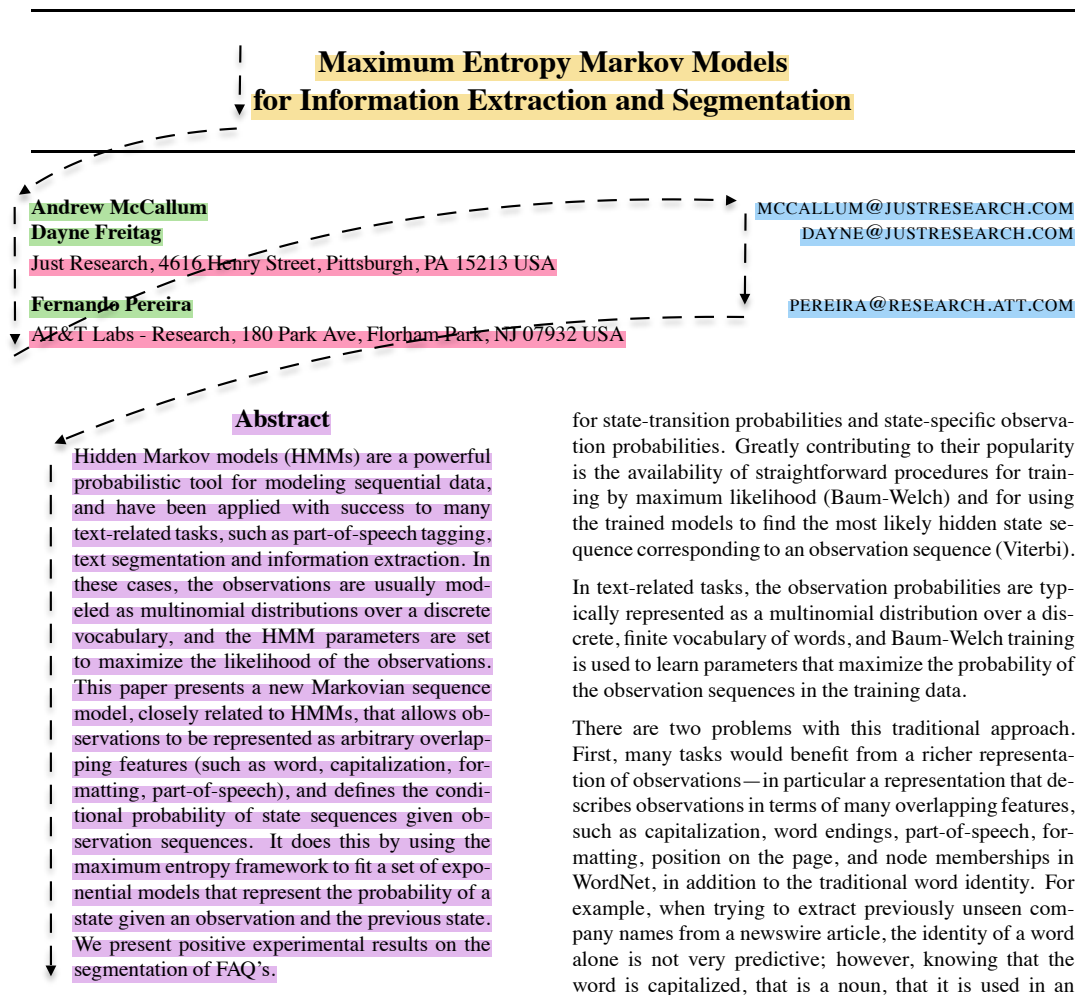 Maximum Entropy Markov Models
for Information Extraction and Segmentation
Andrew McCallum
Dayne Freitag
Just Research, 4616 Henry Street, Pittsburgh, PA 15213 USA
Fernando Pereira
AT&T Labs - Research, 180 Park Ave, Florham Park, NJ 07932 USA
MCCALLUM@JUSTRESEARCH.COM
DAYNE@JUSTRESEARCH.COM
PEREIRA@RESEARCH.ATT.COM
Abstract
Hidden Markov models (HMMs) are a powerful
probabilistic tool for modeling sequential data,
and have been applied with success to many
text-related tasks, such as part-of-speech tagging,
text segmentation and information extraction. In
these cases, the observations are usually mod-
eled as multinomial distributions over a discrete
vocabulary, and the HMM parameters are set
to maximize the likelihood of the observations.
This paper presents a new Markovian sequence
model, closely related to HMMs, that allows ob-
servations to be represented as arbitrary overlap-
ping features (such as word, capitalization, for-
matting, part-of-speech), and defines the condi-
tional probability of state sequences given ob-
servation sequences. It does this by using the
maximum entropy framework to fit a set of expo-
nential models that represent the probability of a
state given an observation and the previous state.
We present positive experimental results on the
segmentation of FAQ's.
for state-transition probabilities and state-specific observa-
tion probabilities. Greatly contributing to their popularity
is the availability of straightforward procedures for train-
ing by maximum likelihood (Baum-Welch) and for using
the trained models to find the most likely hidden state se-
quence corresponding to an observation sequence (Viterbi).
In text-related tasks, the observation probabilities are typ-
ically represented as a multinomial distribution over a dis-
crete, finite vocabulary of words, and Baum-Welch training
is used to learn parameters that maximize the probability of
the observation sequences in the training data.
There are two problems with this traditional approach.
First, many tasks would benefit from a richer representa-
tion of observations—in particular a representation that de-
scribes observations in terms of many overlapping features,
such as capitalization, word endings, part-of-speech, for-
matting, position on the page, and node memberships in
WordNet, in addition to the traditional word identity. For
example, when trying to extract previously unseen com-
pany names from a newswire article, the identity of a word
alone is not very predictive; however, knowing that the
word is capitalized, that is a noun, that it is used in an